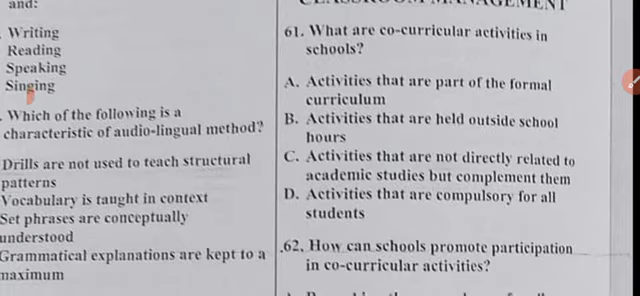 and:
Writing
Reading
Speaking
Singing
. Which of the following is a
characteristic of audio-lingual method?
Drills are not used to teach structural
patterns
Vocabulary is taught in context
Set phrases are conceptually
understood
Grammatical explanations are kept to a
maximum
MANAGEMENT
61. What are co-curricular activities in
schools?
A. Activities that are part of the formal
curriculum
B. Activities that are held outside school
hours
C. Activities that are not directly related to
academic studies but complement them
D. Activities that are compulsory for all
students
62. How can schools promote participation
in co-curricular activities?